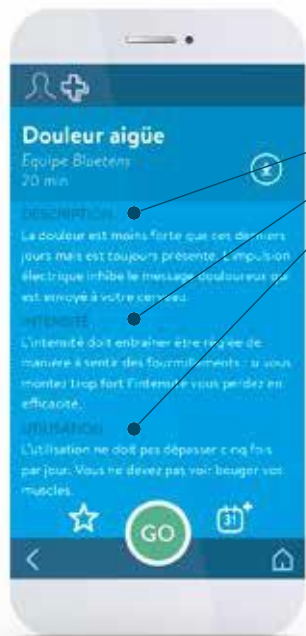 Douleur aigüe
Equipe Bluetens
20 min
DESCRIPTION
La douleur est moins forte que ces derniers
jours mais est toujours présente. L'impulsion
électrique inhibe le message douloureux qui
est envoyé à votre cerveau.
INTENSITÉ
L'intensité doit entrainer être réglée de
manière à sentir des fourmillements : si vous
montez trop fort l'intensité vous perdez en
efficacité.
UTILISATION
L'utilisation ne doit pas dépasser cinq fois
par jour. Vous ne devez pas voir bouger vos
muscles.
GO
31